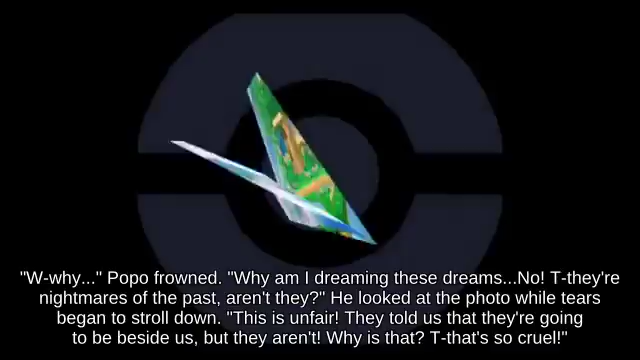 "W-why..." Popo frowned. "Why am I dreaming these dreams...No! T-they're
nightmares of the past, aren't they?" He looked at the photo while tears
began to stroll down. "This is unfair! They told us that they're going
to be beside us, but they aren't! Why is that? T-that's so cruel!"